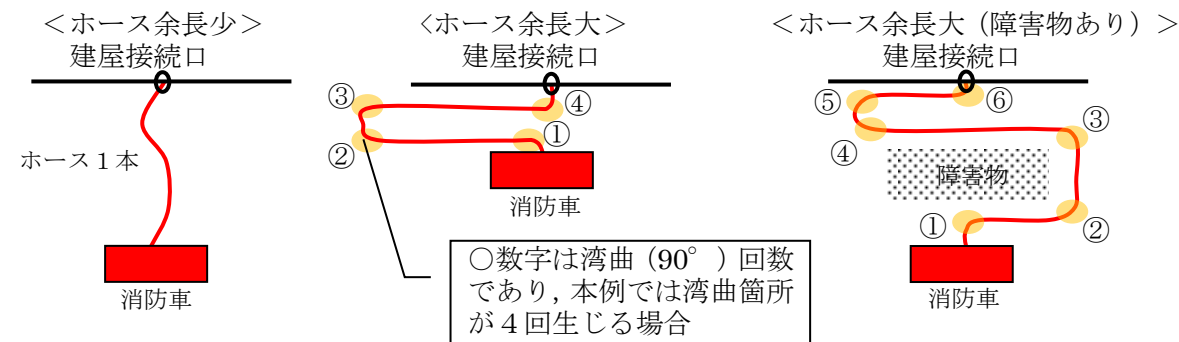 ＜ホース余長少＞
建屋接続口
ホース１本
消防車
＜ホース余長大＞
建屋接続口
③
④
①
②
消防車
○数字は湾曲（90°）回数
であり，本例では湾曲箇所
が４回生じる場合
＜ホース余長大（障害物あり）＞
建屋接続口
⑤
⑥
③
④
障害物
①
②
消防車